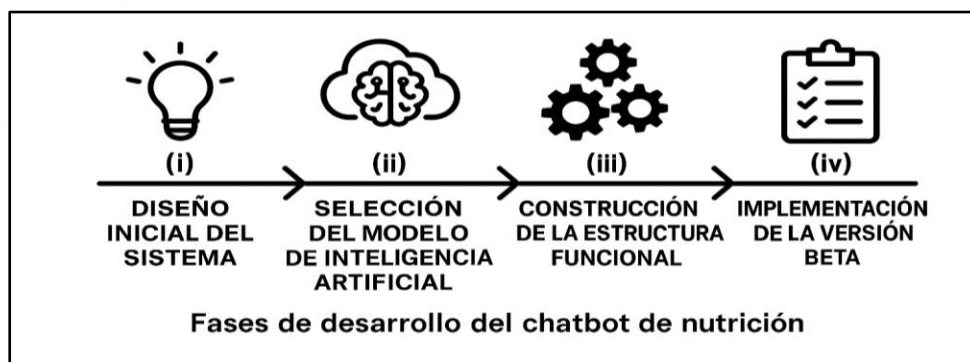 (i)
DISEÑO
INICIAL DEL
SISTEMA
(ii)
SELECCIÓN
DEL MODELO
DE INTELIGENCIA
ARTIFICIAL
(iii)
CONSTRUCCIÓN
DE LA ESTRUCTURA
FUNCIONAL
(iv)
IMPLEMENTACIÓN
DE LA VERSIÓN
BETA
Fases de desarrollo del chatbot de nutrición